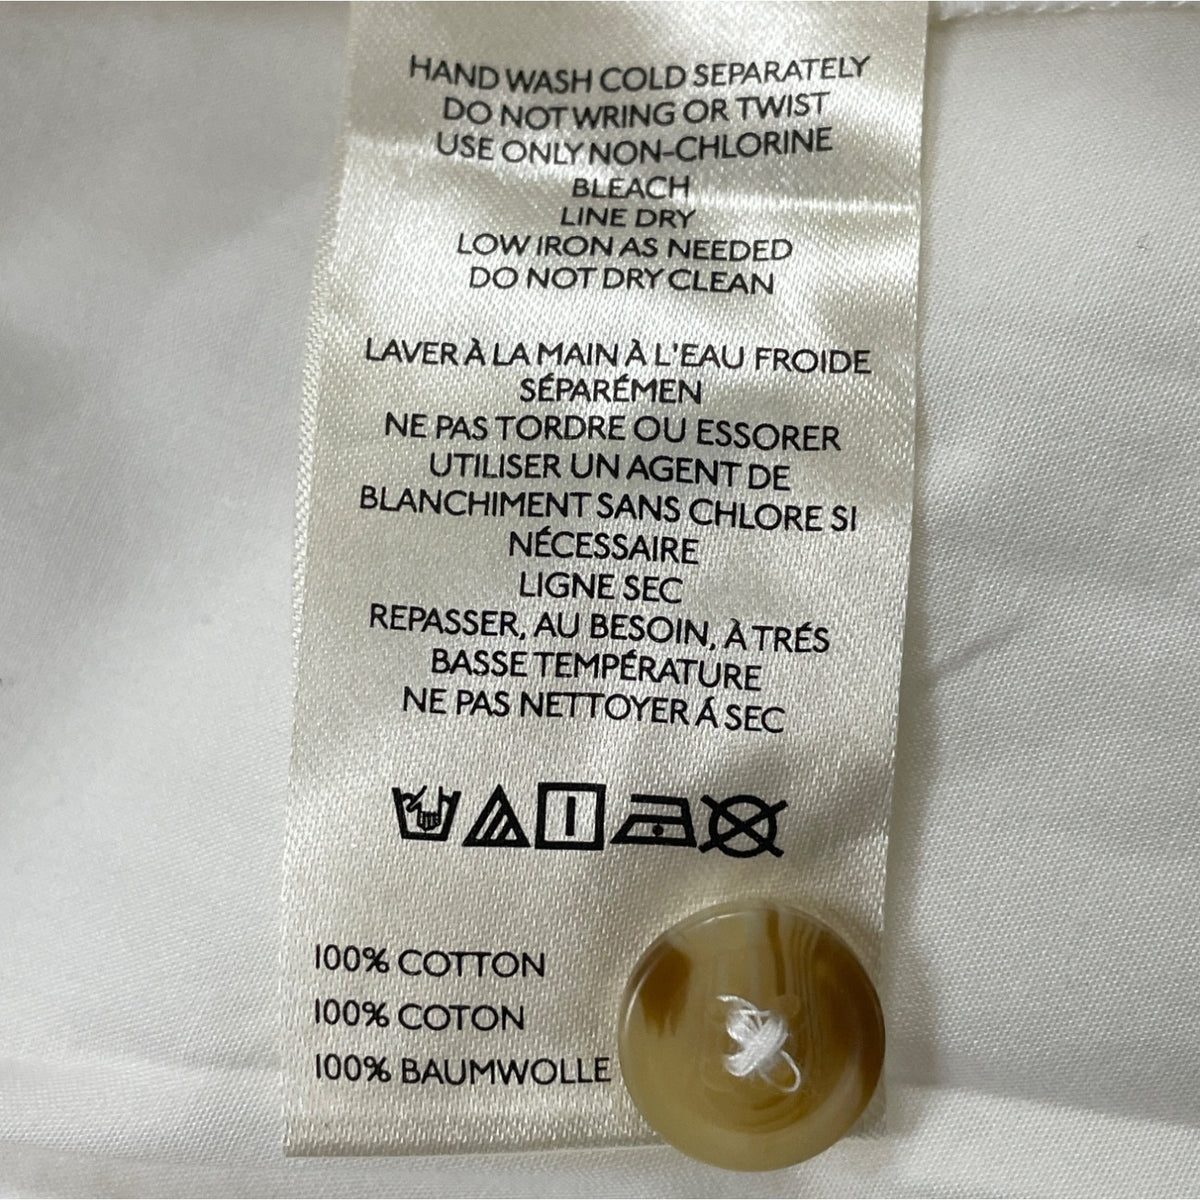 HAND WASH COLD SEPARATELY
DO NOT WRING OR TWIST
USE ONLY NON-CHLORINE
BLEACH
LINE DRY
LOW IRON AS NEEDED
DO NOT DRY CLEAN
LAVER À LA MAIN À L'EAU FROIDE
SÉPARÉMEN
NE PAS TORDRE OU ESSORER
UTILISER UN AGENT DE
BLANCHIMENT SANS CHLORE SI
NÉCESSAIRE
LIGNE SEC
REPASSER, AU BESOIN, À TRÉS
BASSE TEMPÉRATURE
NE PAS NETTOYER Á SEC
100% COTTON
100% COTON
100% BAUMWOLLE